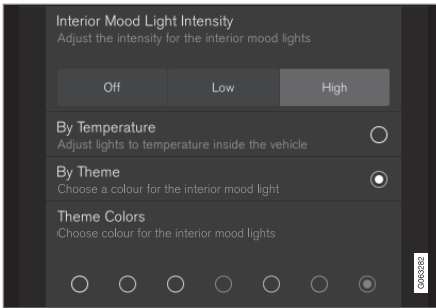 Interior Mood Light Intensity
Adjust the intensity for the interior mood lights
Off Low High
By Temperature
Adjust lights to temperature inside the vehicle
By Theme
Choose a colour for the interior mood light
Theme Colors
Choose colour for the interior mood lights
G063282